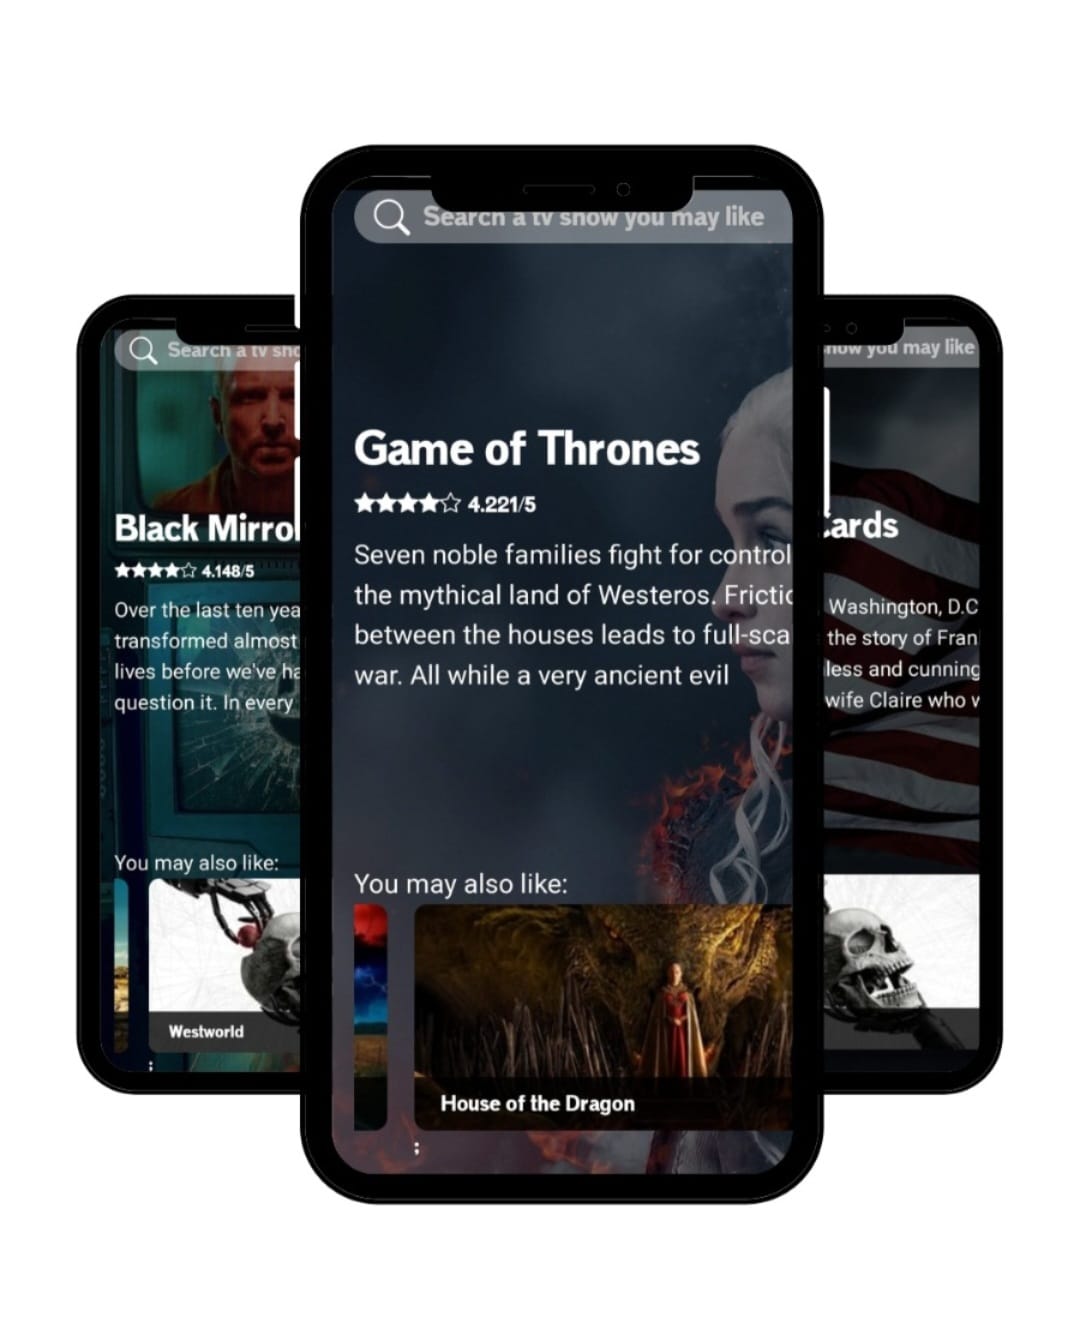 Search a tv show you may like
Game of Thrones
4.221/5
Seven noble families fight for control
the mythical land of Westeros. Frictio
between the houses leads to full-sca
war. All while a very ancient evil
You may also like:
House of the Dragon
;
Search a tv sho
Black Mirror
4.148/5
Over the last ten yea
transformed almost
lives before we've ha
question it. In every
You may also like:
Westworld
;
show you may like
Cards
Washington, D.C
the story of Fran
less and cunning
wife Claire who w